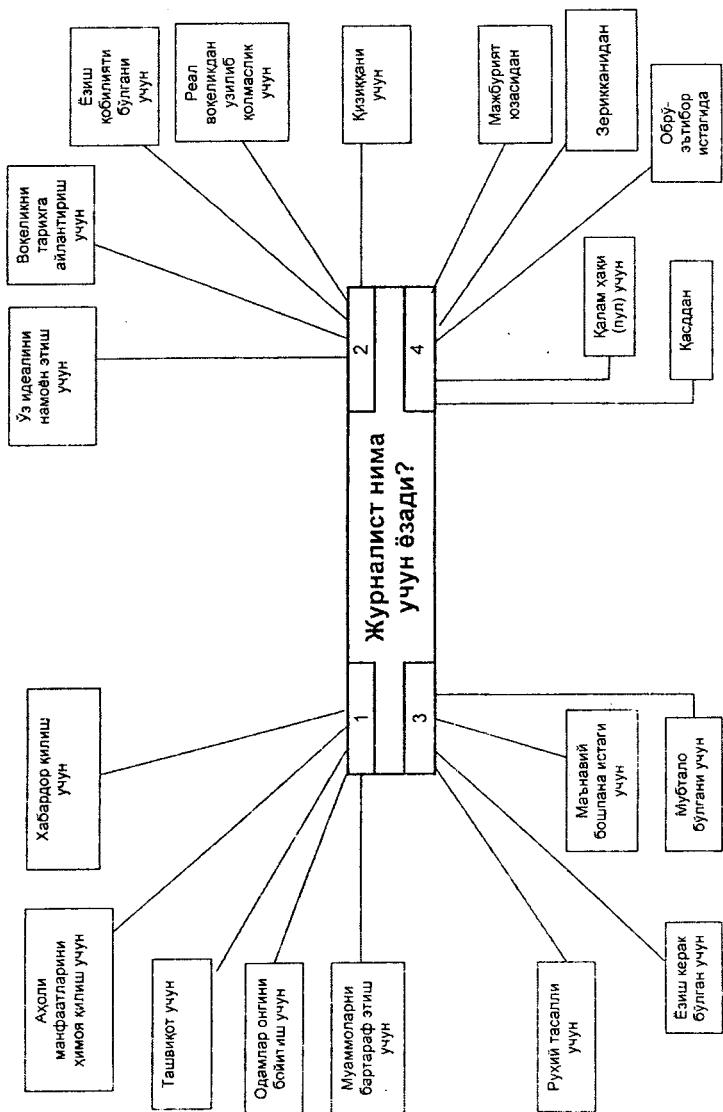 Журналист нима
учун ёзади?
1
Хабардор қилиш
учун
Аҳоли
манфаатларини
ҳимоя қилиш учун
Ташвиқот учун
Одамлар онгини
бойитиш учун
Муаммоларни
бартараф этиш
учун
2
Ўз идеалини
намоён этиш
учун
Воқеликни
тарихга
айлантириш
учун
Ёзиш
қобилияти
бўлгани
учун
Реал
воқеликдан
узилиб
қолмаслик
учун
Қизиққани
учун
3
Рухий тасалли
учун
Ёзиш керак
бўлган учун
Маънавий
бошпана истаги
учун
Мубтало
бўлгани учун
4
Мажбурият
юзасидан
Зерикканидан
Обрў-
эътибор
истагида
Қалам ҳақи
(пул) учун
Қасддан